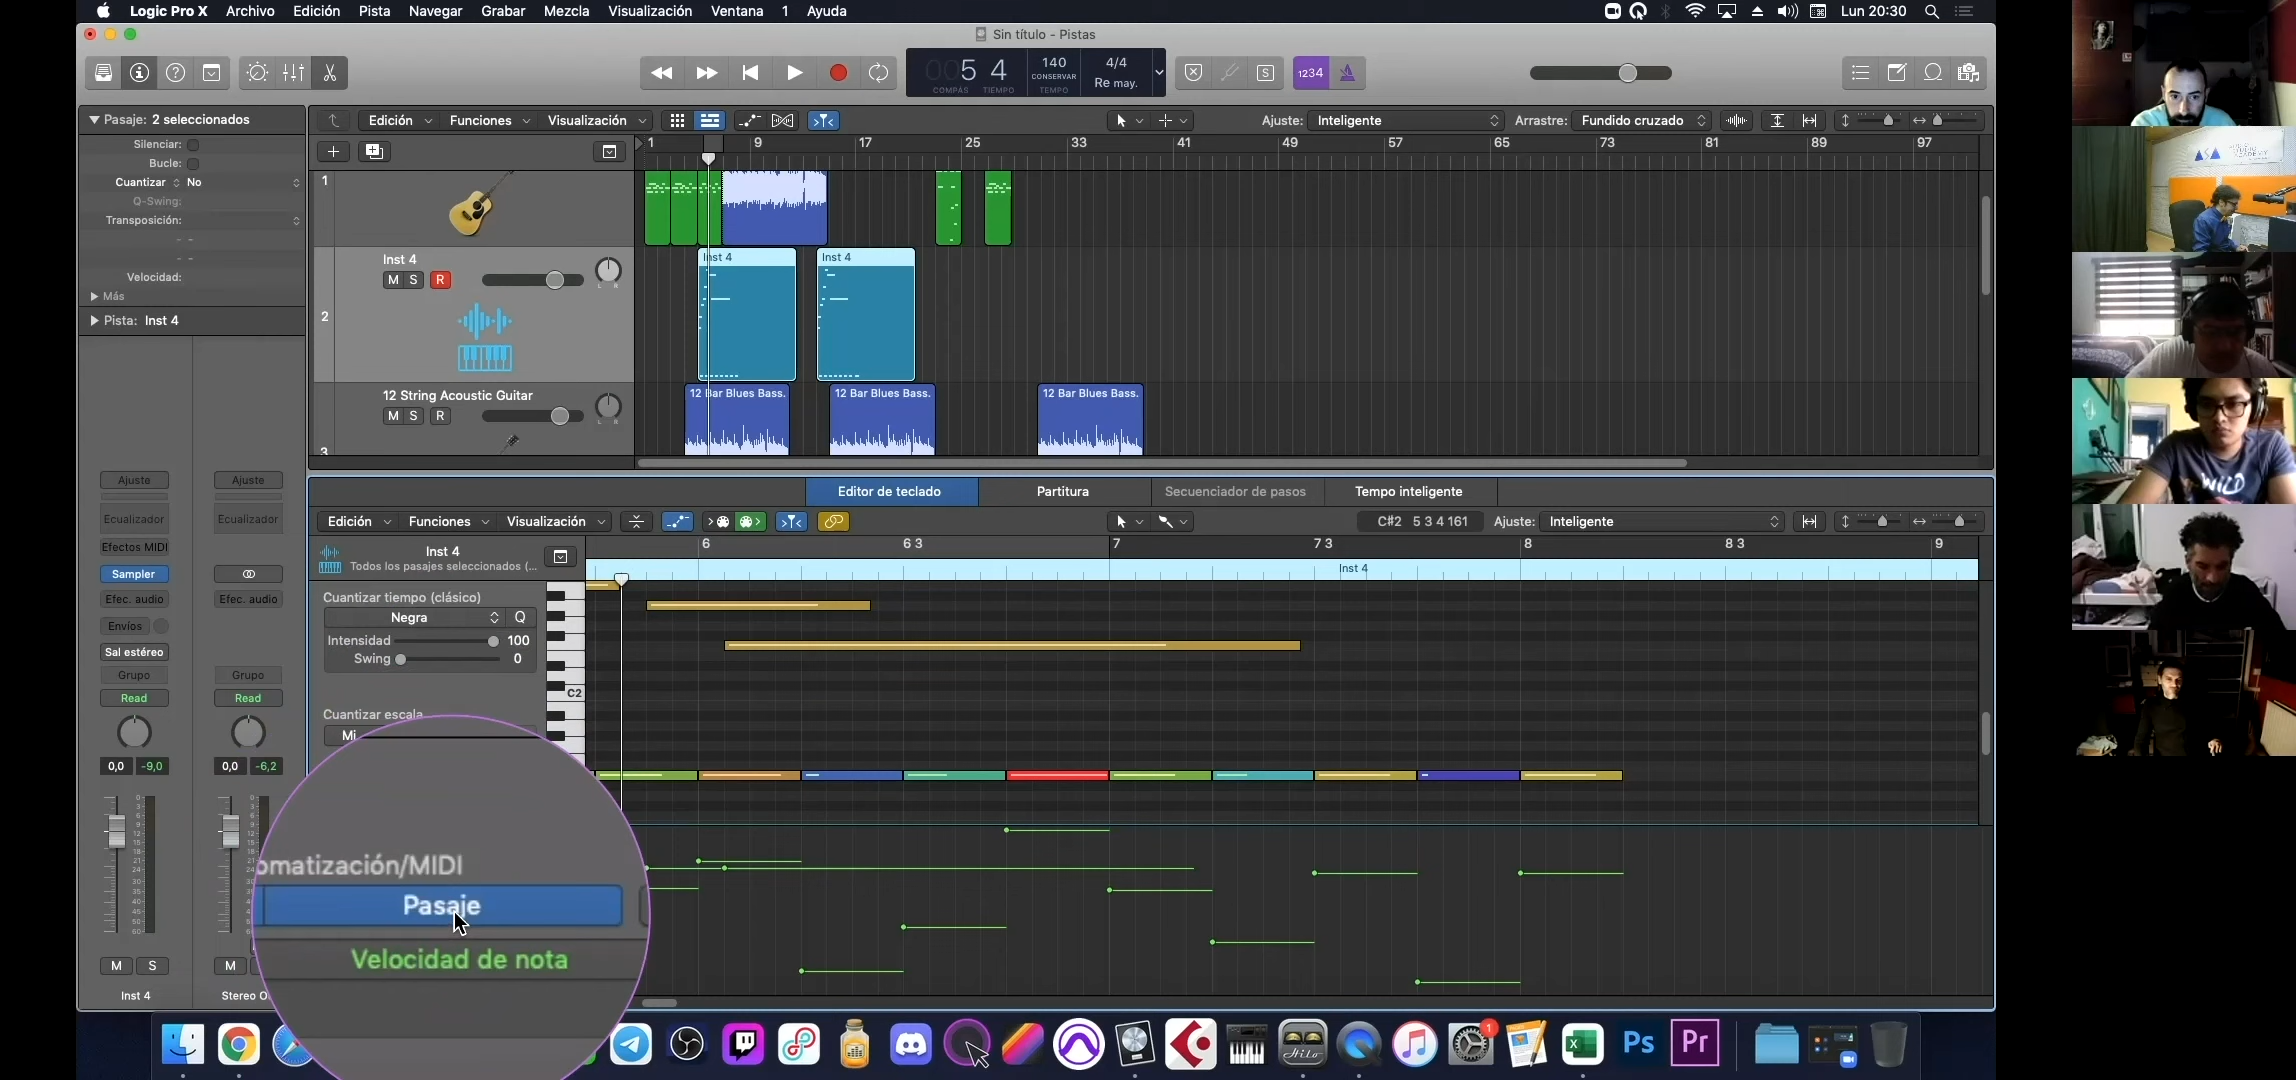 Logic Pro X Archivo Edición Pista Navegar Grabar Mezcla Visualización Ventana 1 Ayuda Lun 20:30
Sin título - Pistas
005 4 140 4/4
CONSERVAR Re may.
COMPÁS TIEMPO TEMPO
S 1234
Pasaje: 2 seleccionados
Silenciar:
Bucle:
Cuantizar No
Q-Swing:
Transposición:
Velocidad:
Más
Pista: Inst 4
Edición Funciones Visualización Ajuste: Inteligente Arrastre: Fundido cruzado
1 9 17 25 33 41 49 57 65 73 81 89 97
1
Inst 4 Inst 4 Inst 4
M S R
L R
2
12 String Acoustic Guitar 12 Bar Blues Bass. 12 Bar Blues Bass. 12 Bar Blues Bass.
M S R
L R
3
Editor de teclado Partitura Secuenciador de pasos Tempo inteligente
Edición Funciones Visualización C#2 5 3 4 161 Ajuste: Inteligente
6 6 3 7 7 3 8 8 3 9
Inst 4
Todos los pasajes seleccionados (...
Inst 4
Cuantizar tiempo (clásico)
Negra Q
Intensidad 100
Swing 0
C2
Cuantizar escala
Mi
omatización/MIDI
Pasaje
Velocidad de nota
Ajuste Ajuste
Ecualizador Ecualizador
Efectos MIDI
Sampler
Efec. audio Efec. audio
Envíos
Sal estéreo
Grupo Grupo
Read Read
0,0 -9,0 0,0 -6,2
M S M
Inst 4 Stereo O
1
Hilo
Ps
Pr
ASA
WILD